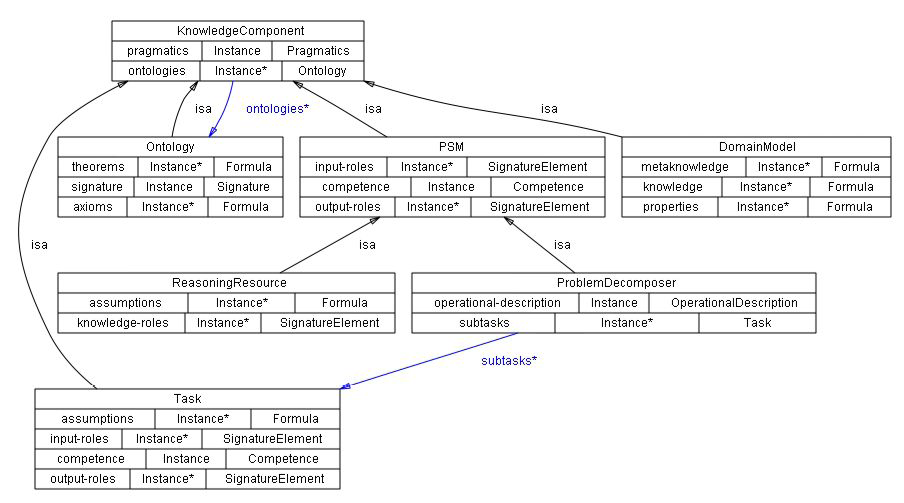 KnowledgeComponent
pragmatics Instance Pragmatics
ontologies Instance* Ontology
isa ontologies* isa isa
Ontology
theorems Instance* Formula
signature Instance Signature
axioms Instance* Formula
PSM
input-roles Instance* SignatureElement
competence Instance Competence
output-roles Instance* SignatureElement
DomainModel
metaknowledge Instance* Formula
knowledge Instance* Formula
properties Instance* Formula
isa isa isa
ReasoningResource
assumptions Instance* Formula
knowledge-roles Instance* SignatureElement
ProblemDecomposer
operational-description Instance OperationalDescription
subtasks Instance* Task
subtasks*
Task
assumptions Instance* Formula
input-roles Instance* SignatureElement
competence Instance Competence
output-roles Instance* SignatureElement